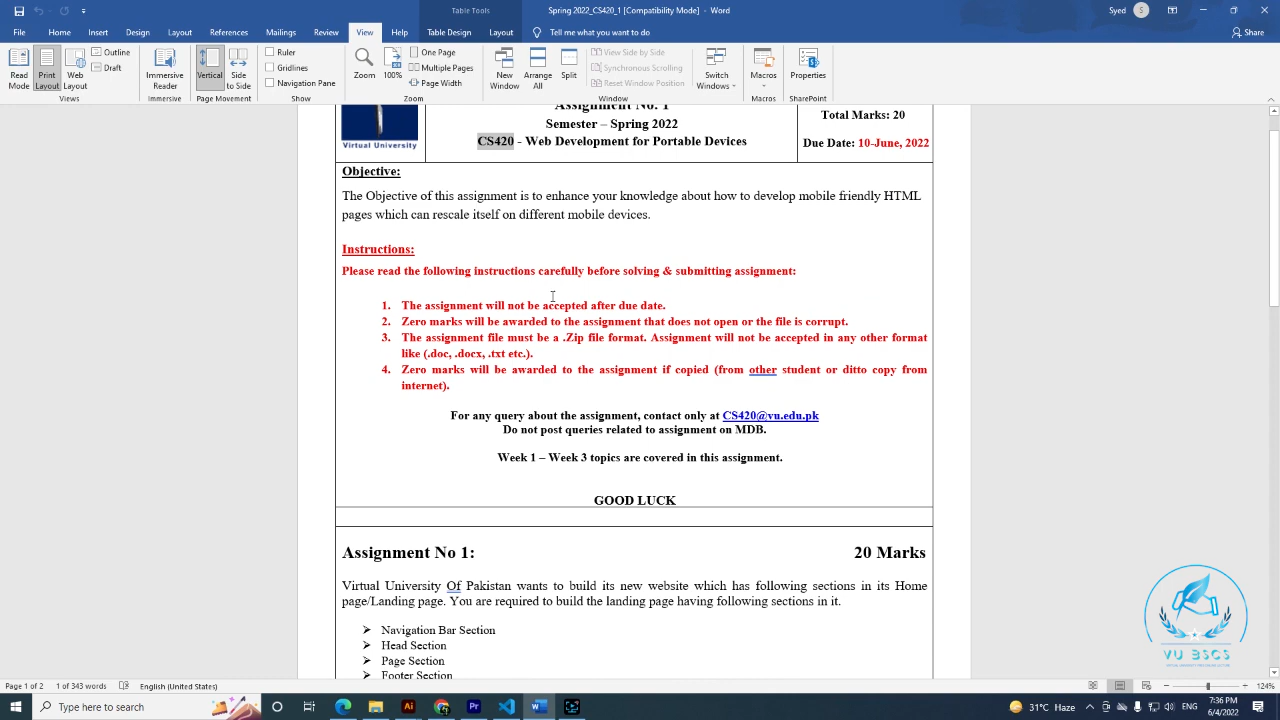 Table Tools
CS420_SP22_Sol_1 [Compatibility Mode] - Word
Syed
S
File Home Insert Design Layout References Mailings Review View Help Table Design Layout Tell me what you want to do
Share
Read Mode
Print Layout
Web Layout
Outline
Draft
Views
Immersive Reader
Immersive
Vertical
Side to Side
Page Movement
Ruler
Gridlines
Navigation Pane
Show
Zoom
100%
One Page
Multiple Pages
Page Width
Zoom
New Window
Arrange All
Split
View Side by Side
Synchronous Scrolling
Reset Window Position
Window
Switch Windows
Macros
Macros
Properties
SharePoint
Virtual University
Assignment No. 1
Semester – Spring 2022
CS420 - Web Development for Portable Devices
Total Marks: 20
Due Date: 10-June, 2022
Objective:
The Objective of this assignment is to enhance your knowledge about how to develop mobile friendly HTML
pages which can rescale itself on different mobile devices.
Instructions:
Please read the following instructions carefully before solving & submitting assignment:
1. The assignment will not be accepted after due date.
2. Zero marks will be awarded to the assignment that does not open or the file is corrupt.
3. The assignment file must be a .Zip file format. Assignment will not be accepted in any other format
like (.doc, .docx, .txt etc.).
4. Zero marks will be awarded to the assignment if copied (from other student or ditto copy from
internet).
For any query about the assignment, contact only at CS420@vu.edu.pk
Do not post queries related to assignment on MDB.
Week 1 – Week 3 topics are covered in this assignment.
GOOD LUCK
Assignment No 1: 20 Marks
Virtual University Of Pakistan wants to build its new website which has following sections in its Home
page/Landing page. You are required to build the landing page having following sections in it.
➢ Navigation Bar Section
➢ Head Section
➢ Page Section
➢ Footer Section
VU BSCS
Page 1 of 2 1 of 343 words English (United States)
124%
Type here to search
31°C Haze
7:36 PM
6/4/2022